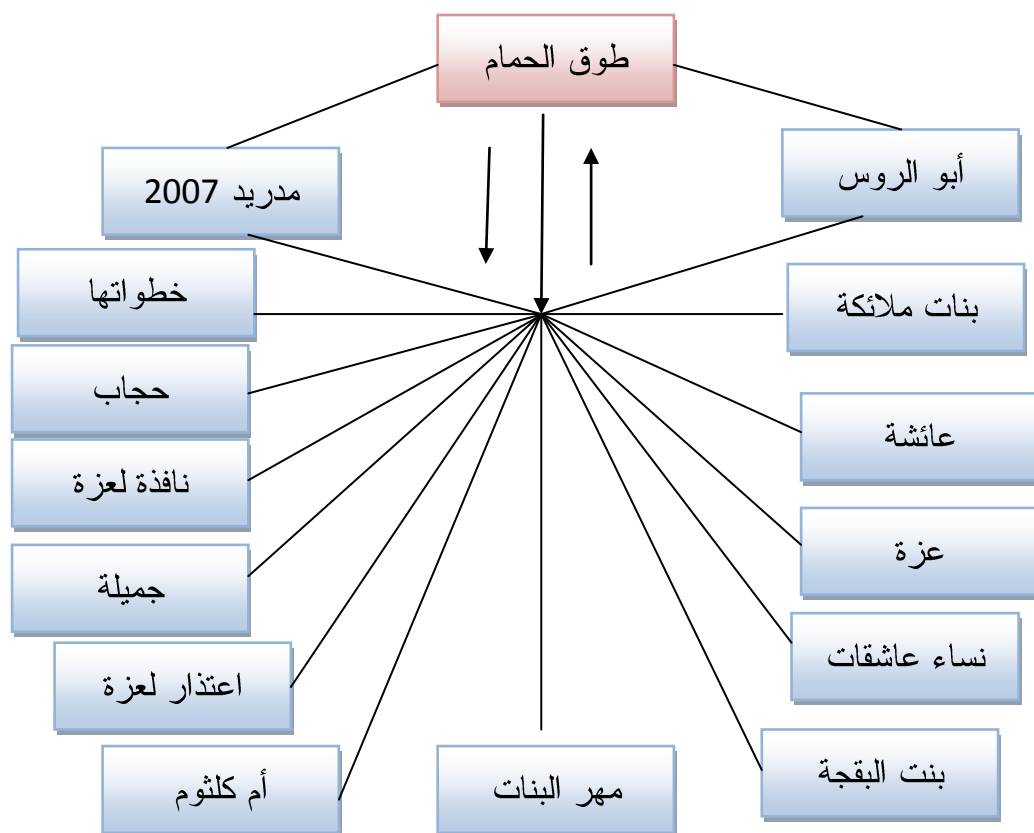 طوق الحمام
أبو الروس
مدريد 2007
بنات ملائكة
خطواتها
حجاب
عائشة
نافذة لعزة
عزة
جميلة
نساء عاشقات
اعتذار لعزة
بنت البقجة
مهر البنات
أم كلثوم